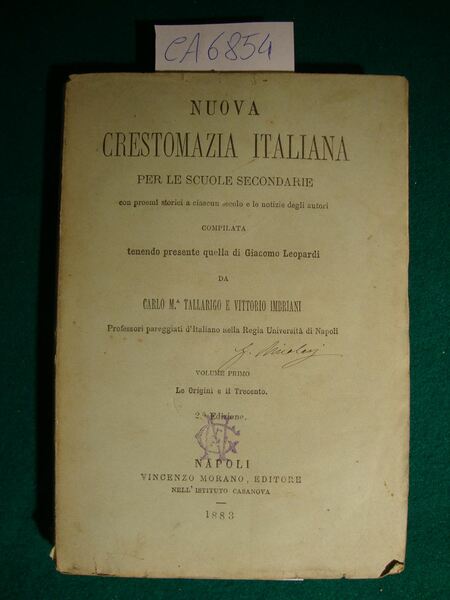 CA6854
NUOVA
CRESTOMAZIA ITALIANA
PER LE SCUOLE SECONDARIE
con proemi storici a ciascun secolo e le notizie degli autori
COMPILATA
tenendo presente quella di Giacomo Leopardi
DA
CARLO M.ª TALLARIGO E VITTORIO IMBRIANI
Professori pareggiati d'Italiano nella Regia Università di Napoli
VOLUME PRIMO
Le Origini e il Trecento.
2.ª Edizione.
NAPOLI
VINCENZO MORANO, EDITORE
NELL'ISTITUTO CASANOVA
1883